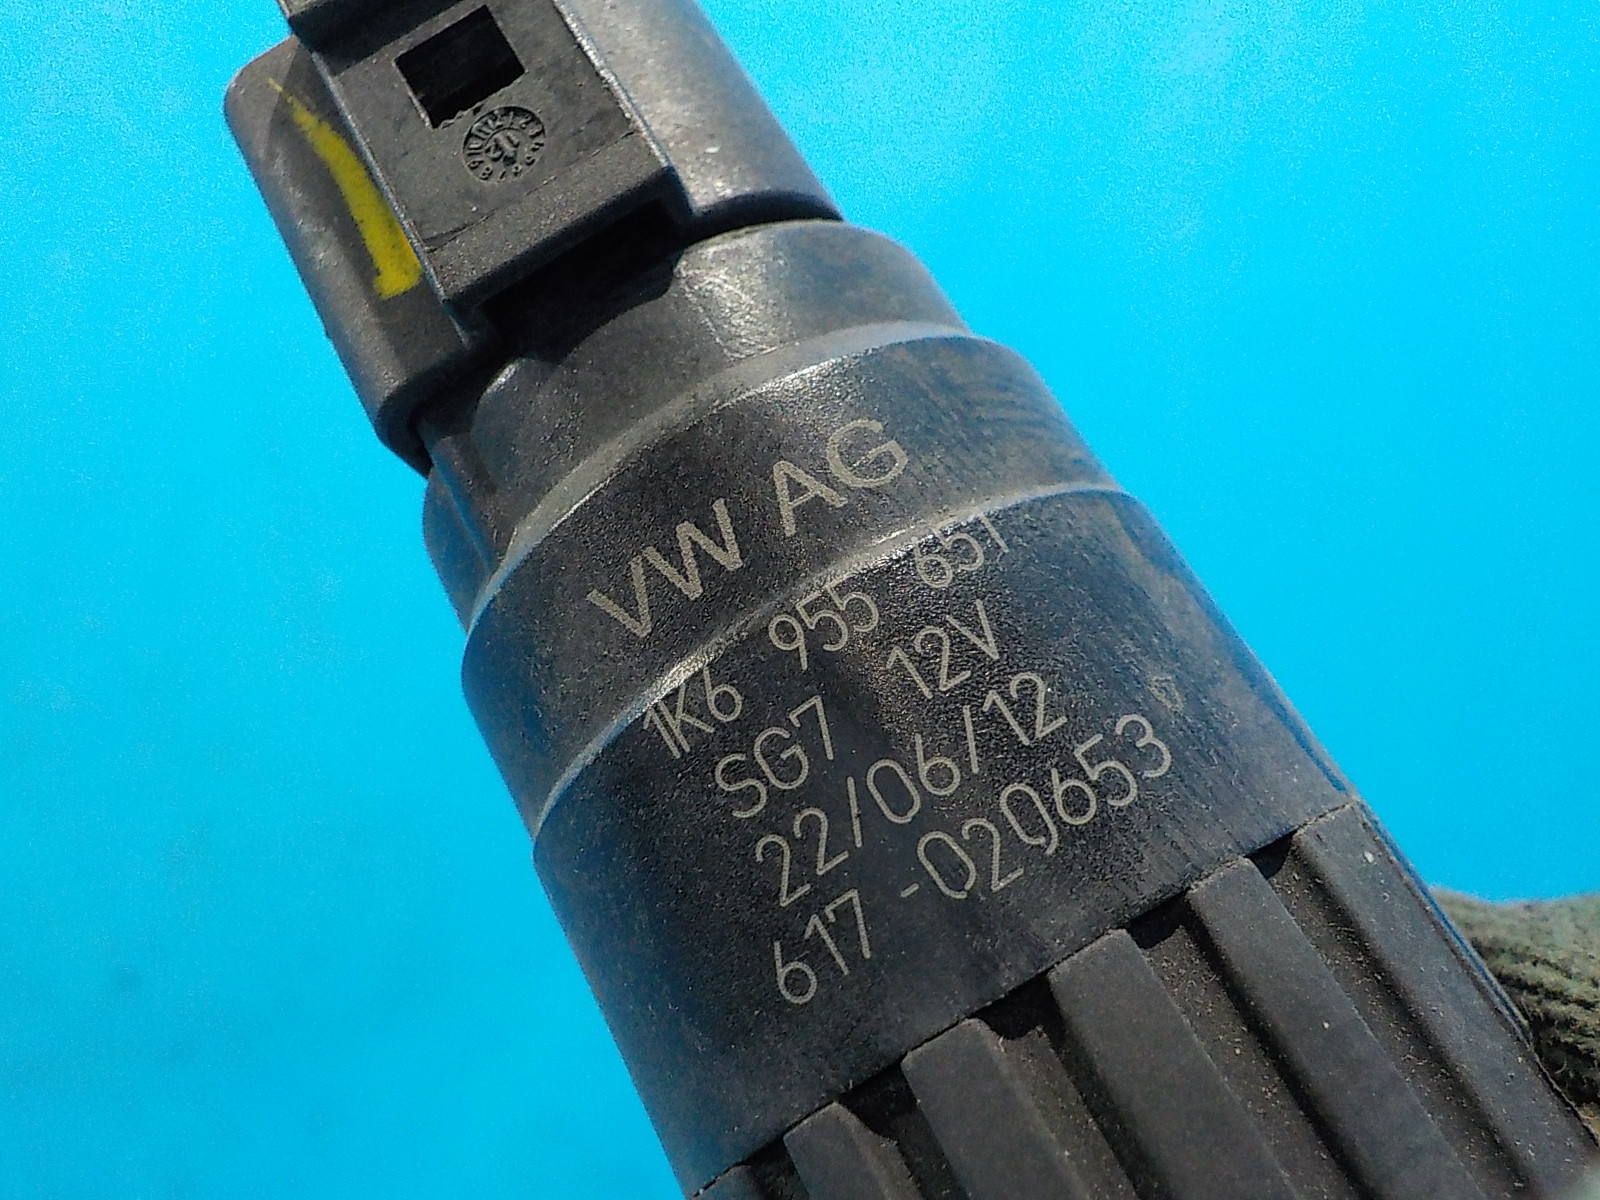 VW AG
1K6 955 651
SG7 12V
22/06/12
617-020653